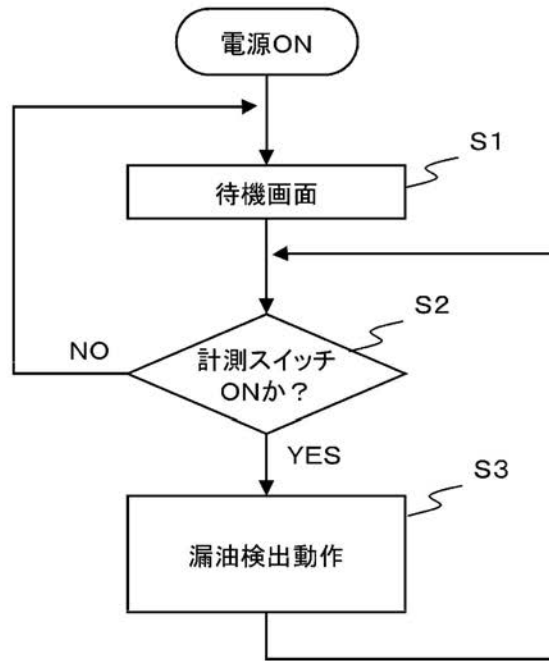 電源ON
S1
待機画面
S2
NO
計測スイッチ
ONか？
YES
S3
漏油検出動作